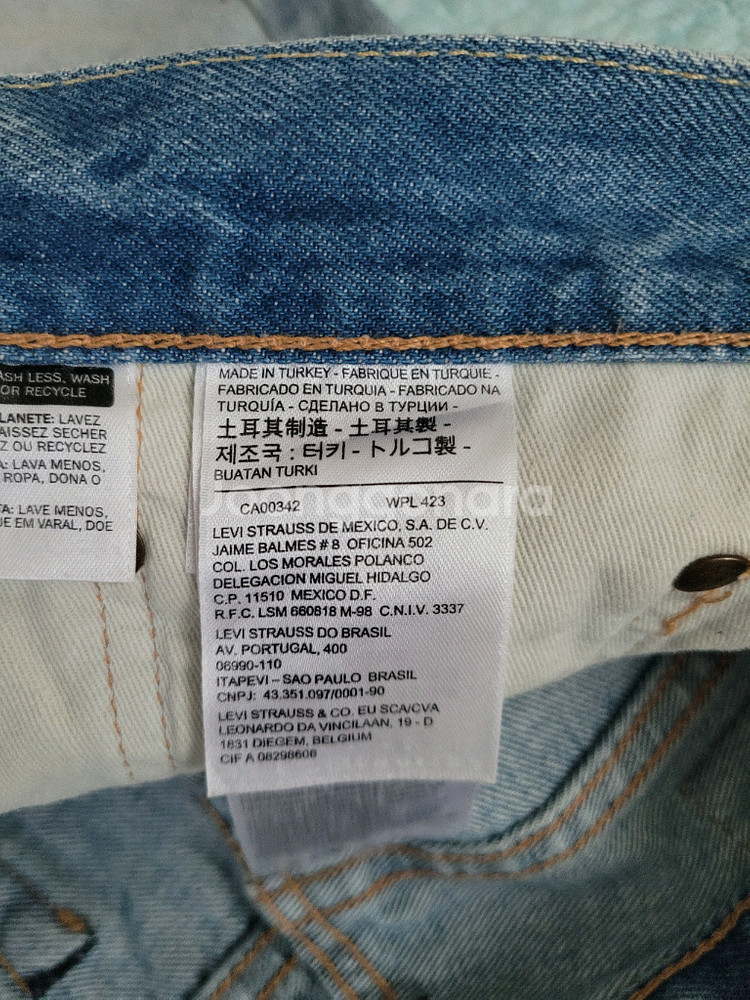 ASH LESS, WASH
OR RECYCLE
LANETE: LAVEZ
AISSEZ SECHER
Z OU RECYCLEZ
A: LAVA MENOS,
ROPA, DONA O
TA: LAVE MENOS,
UE EM VARAL, DOE
MADE IN TURKEY - FABRIQUE EN TURQUIE -
FABRICADO EN TURQUIA - FABRICADO NA
TURQUÍA - СДЕЛАНО В ТУРЦИИ -
土耳其制造 - 土耳其製 -
제조국 : 터키 - トルコ製 -
BUATAN TURKI
CA00342 WPL 423
Joongonara
LEVI STRAUSS DE MEXICO, S.A. DE C.V.
JAIME BALMES # 8 OFICINA 502
COL. LOS MORALES POLANCO
DELEGACION MIGUEL HIDALGO
C.P. 11510 MEXICO D.F.
R.F.C. LSM 660818 M-98 C.N.I.V. 3337
LEVI STRAUSS DO BRASIL
AV. PORTUGAL, 400
06990-110
ITAPEVI – SAO PAULO BRASIL
CNPJ: 43.351.097/0001-90
LEVI STRAUSS & CO. EU SCA/CVA
LEONARDO DA VINCILAAN, 19 - D
1831 DIEGEM, BELGIUM
CIF A 08298608